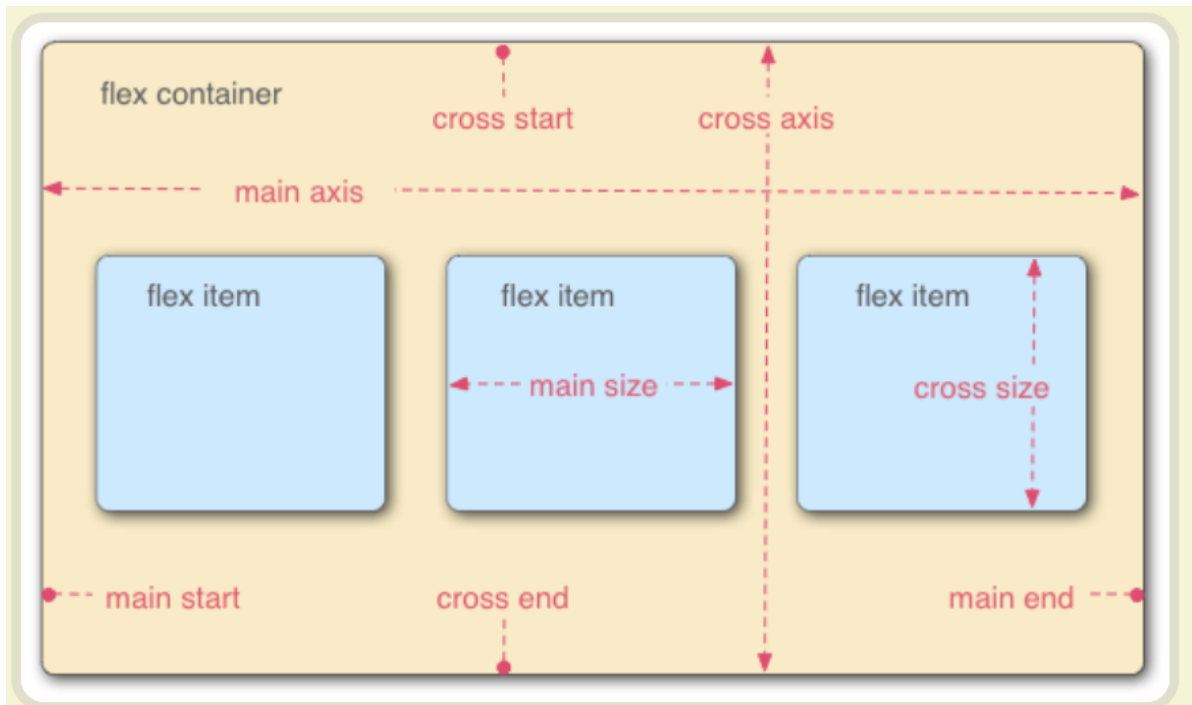 flex container
cross start
cross axis
main axis
flex item
flex item
flex item
main size
cross size
main start
cross end
main end